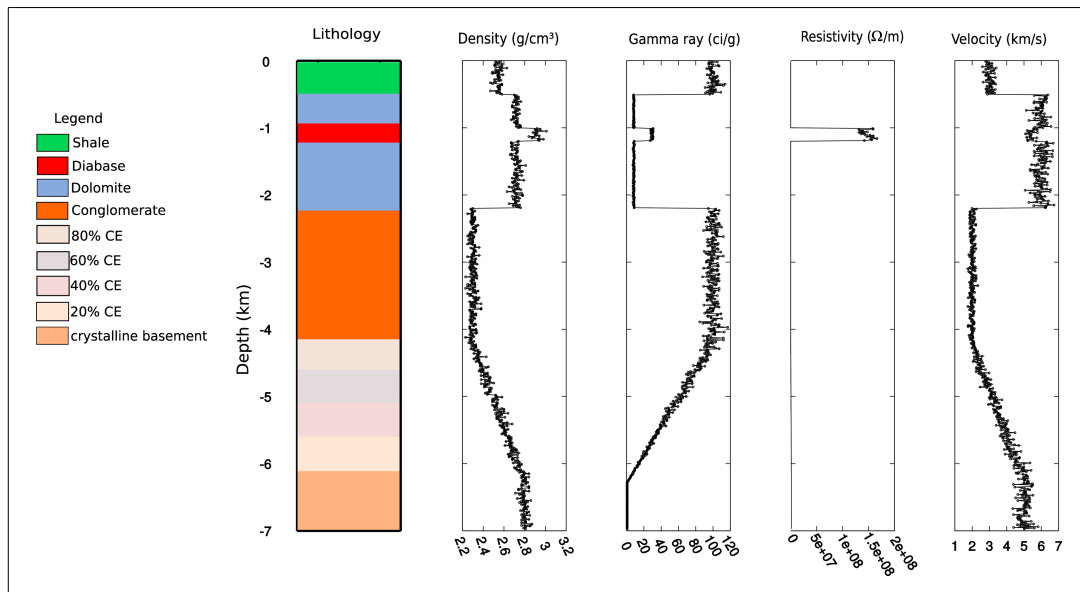 Lithology
Density (g/cm³)
Gamma ray (ci/g)
Resistivity (Ω/m)
Velocity (km/s)
Legend
Shale
Diabase
Dolomite
Conglomerate
80% CE
60% CE
40% CE
20% CE
crystalline basement
Depth (km)
0
-1
-2
-3
-4
-5
-6
-7
2.2 2.4 2.6 2.8 3 3.2
0 20 40 60 80 100 120
0 5e+07 1e+08 1.5e+08 2e+08
1 2 3 4 5 6 7